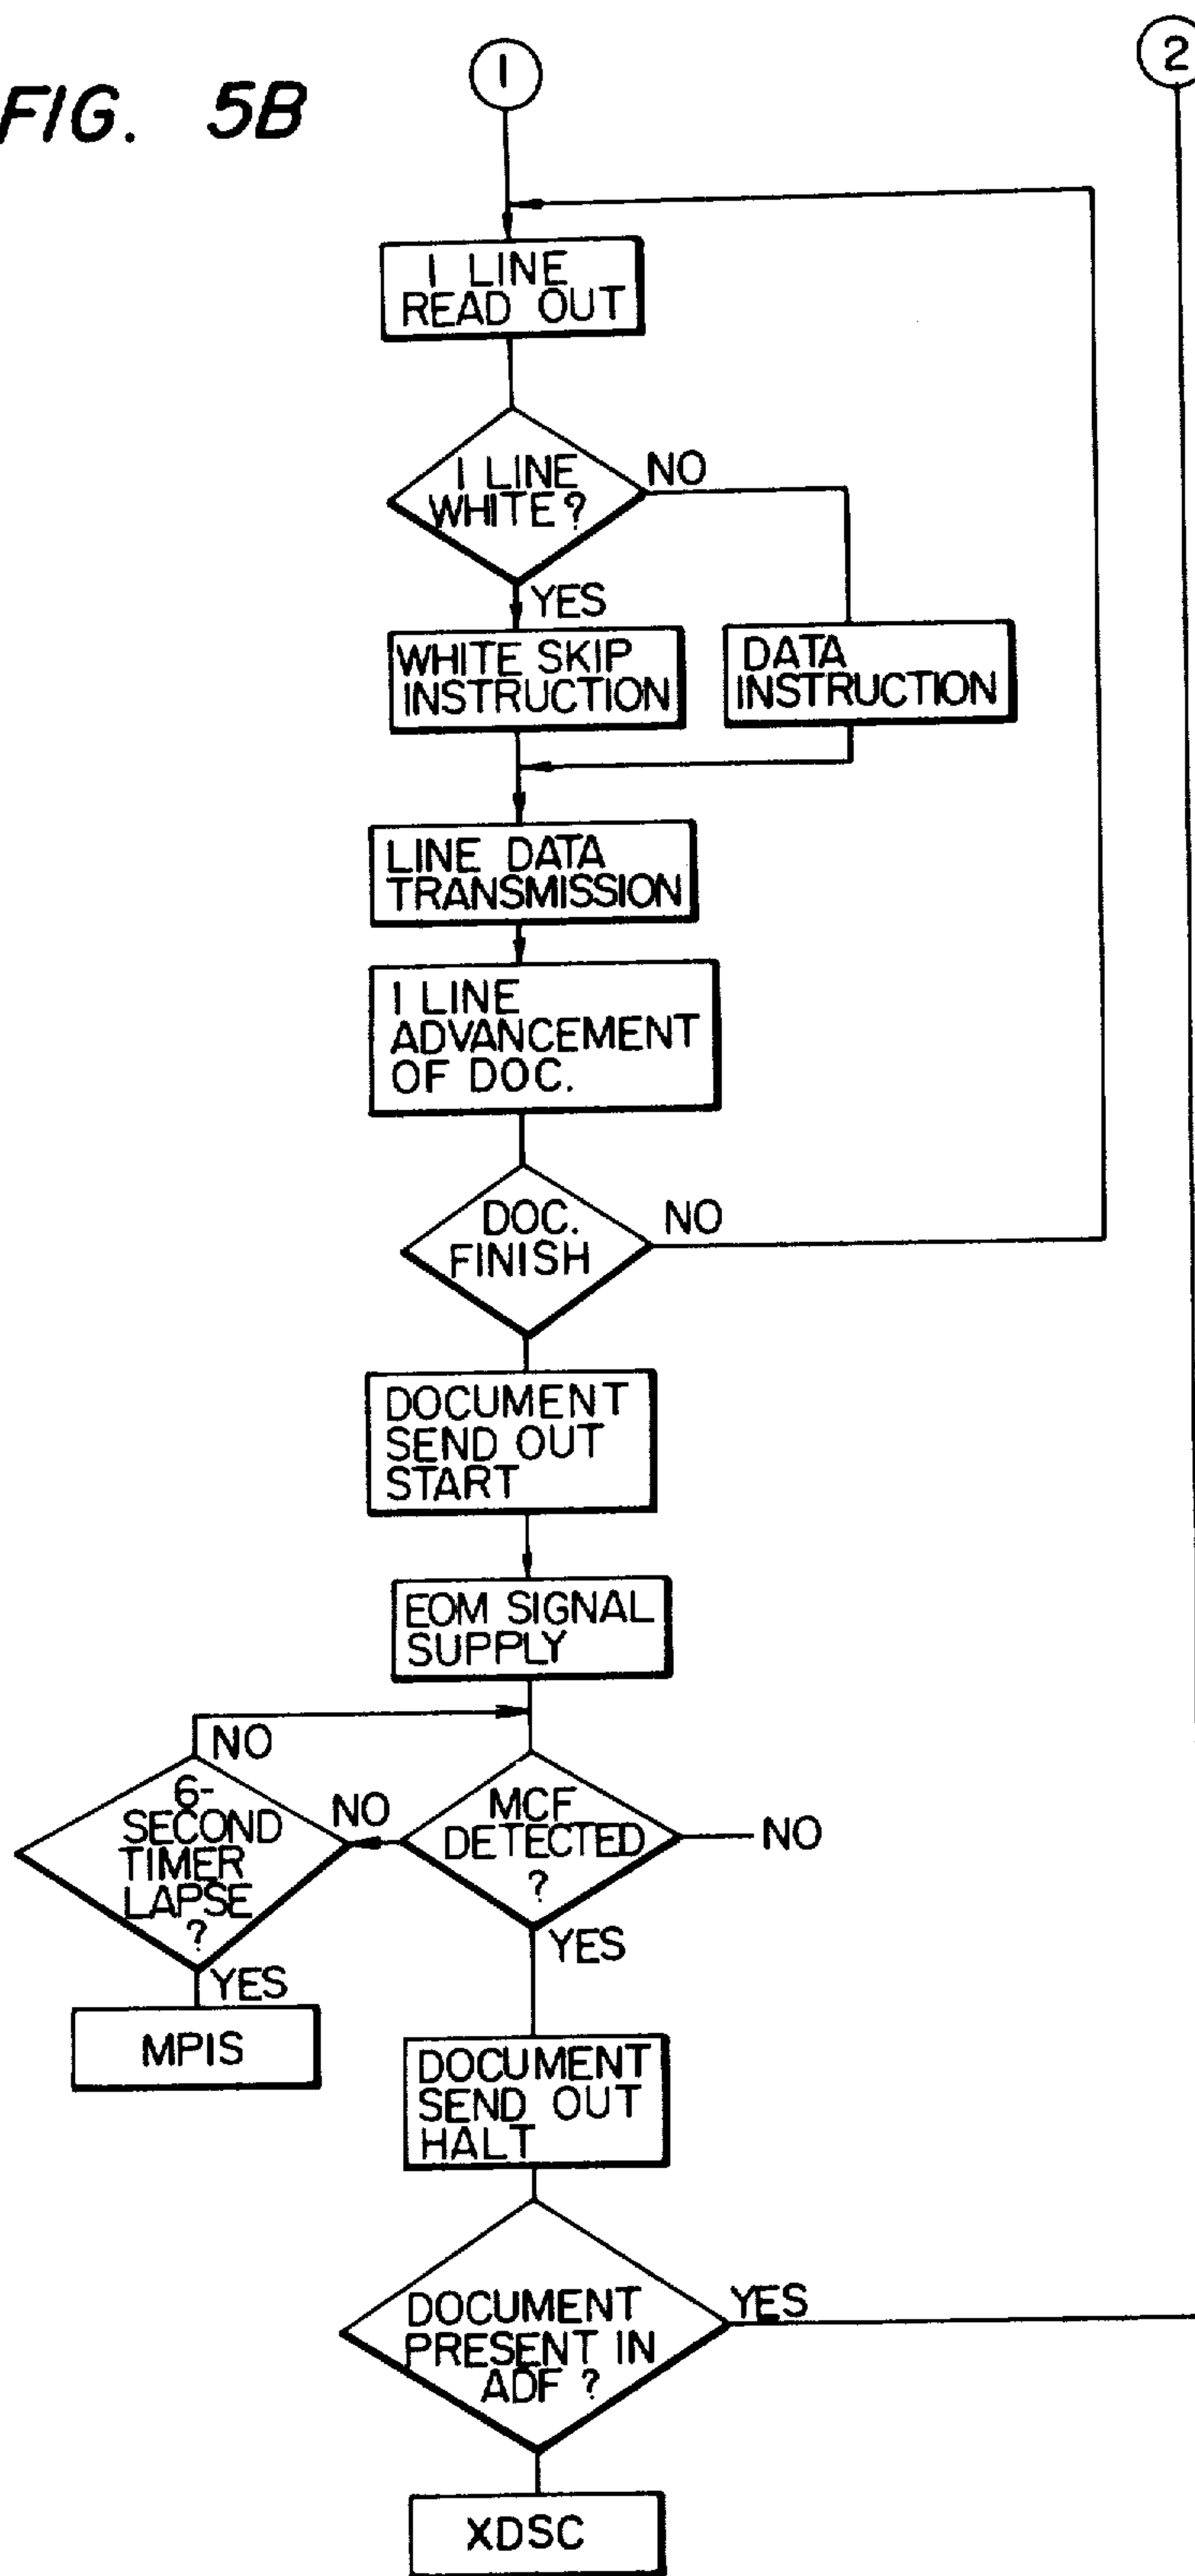 FIG. 5B
1
2
1 LINE
READ OUT
1 LINE
WHITE?
NO
YES
WHITE SKIP
INSTRUCTION
DATA
INSTRUCTION
LINE DATA
TRANSMISSION
1 LINE
ADVANCEMENT
OF DOC.
DOC.
FINISH
NO
DOCUMENT
SEND OUT
START
EOM SIGNAL
SUPPLY
NO
6-
SECOND
TIMER
LAPSE
?
NO
MCF
DETECTED
?
NO
YES
YES
MPIS
DOCUMENT
SEND OUT
HALT
DOCUMENT
PRESENT IN
ADF ?
YES
XDSC